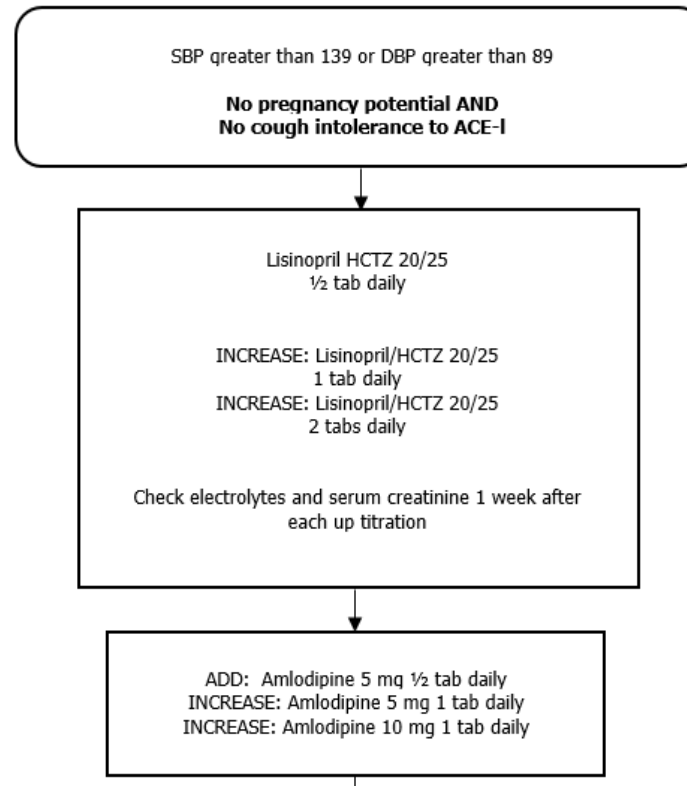 SBP greater than 139 or DBP greater than 89
No pregnancy potential AND
No cough intolerance to ACE-I
Lisinopril HCTZ 20/25
½ tab daily
INCREASE: Lisinopril/HCTZ 20/25
1 tab daily
INCREASE: Lisinopril/HCTZ 20/25
2 tabs daily
Check electrolytes and serum creatinine 1 week after
each up titration
ADD: Amlodipine 5 mg ½ tab daily
INCREASE: Amlodipine 5 mg 1 tab daily
INCREASE: Amlodipine 10 mg 1 tab daily